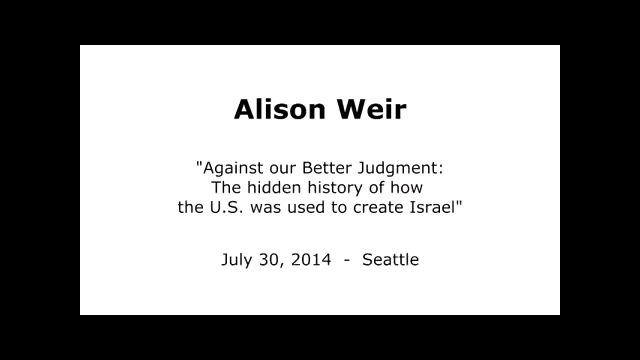 Alison Weir
"Against our Better Judgment:
The hidden history of how
the U.S. was used to create Israel"
July 30, 2014 - Seattle